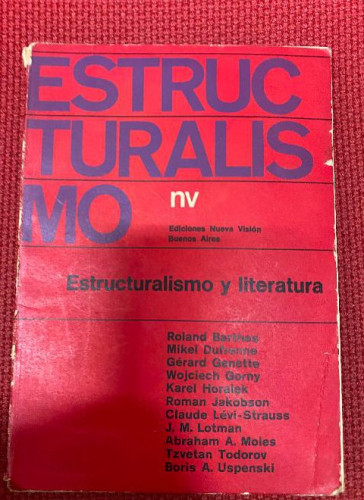 ESTRUC
TURALIS
MO
nv
Ediciones Nueva Visión
Buenos Aires
Estructuralismo y literatura
Roland Barthes
Mikel Dufrenne
Gérard Genette
Wojciech Gorny
Karel Horalek
Roman Jakobson
Claude Lévi-Strauss
J. M. Lotman
Abraham A. Moles
Tzvetan Todorov
Boris A. Uspenski